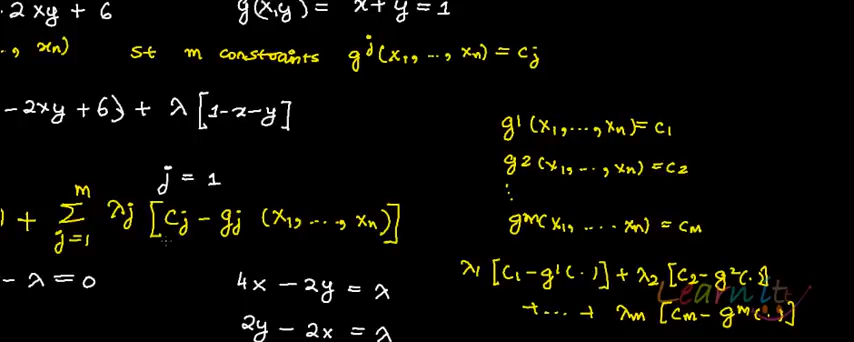 · 2xy + 6 g(x,y) = x + y = 1
.., xn) st m constraints g^j(x1, ..., xn) = cj
- 2xy + 6} + λ [1-x-y]
g^1(x1, ..., xn) = c1
g^2(x1, ..., xn) = c2
⋮
g^m(x1, .... xn) = cm
j = 1
) + Σ_{j=1}^{m} λj [cj - gj (x1, ..., xn)]
λ1 [c1 - g^1(·)] + λ2 [c2 - g^2(·)]
+ ... + λm [cm - g^m(·)]
- λ = 0 4x - 2y = λ
2y - 2x = λ
Learnity